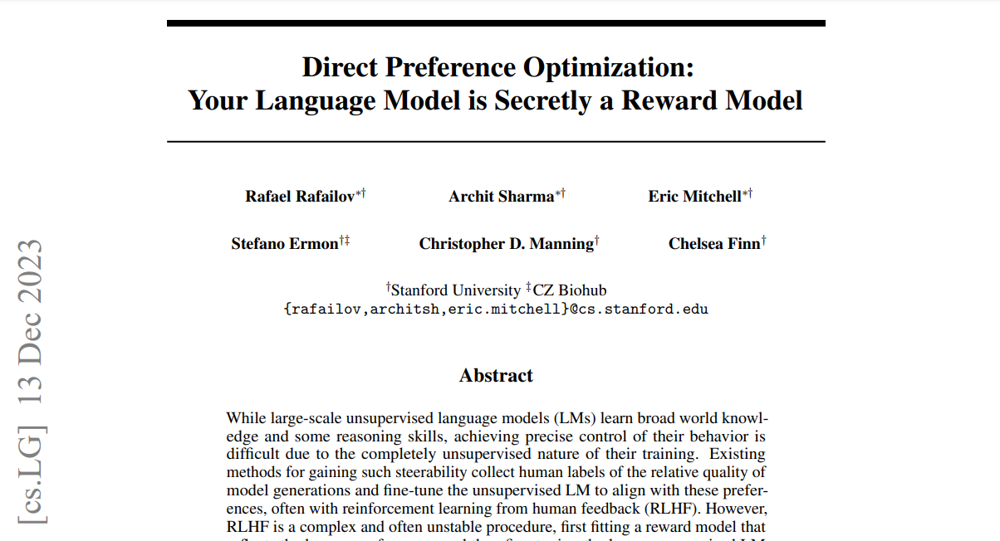 Direct Preference Optimization:
Your Language Model is Secretly a Reward Model
Rafael Rafailov*† Archit Sharma*† Eric Mitchell*†
Stefano Ermon†‡ Christopher D. Manning† Chelsea Finn†
†Stanford University ‡CZ Biohub
{rafailov,architsh,eric.mitchell}@cs.stanford.edu
Abstract
While large-scale unsupervised language models (LMs) learn broad world knowl-
edge and some reasoning skills, achieving precise control of their behavior is
difficult due to the completely unsupervised nature of their training. Existing
methods for gaining such steerability collect human labels of the relative quality of
model generations and fine-tune the unsupervised LM to align with these prefer-
ences, often with reinforcement learning from human feedback (RLHF). However,
RLHF is a complex and often unstable procedure, first fitting a reward model that
[cs.LG] 13 Dec 2023